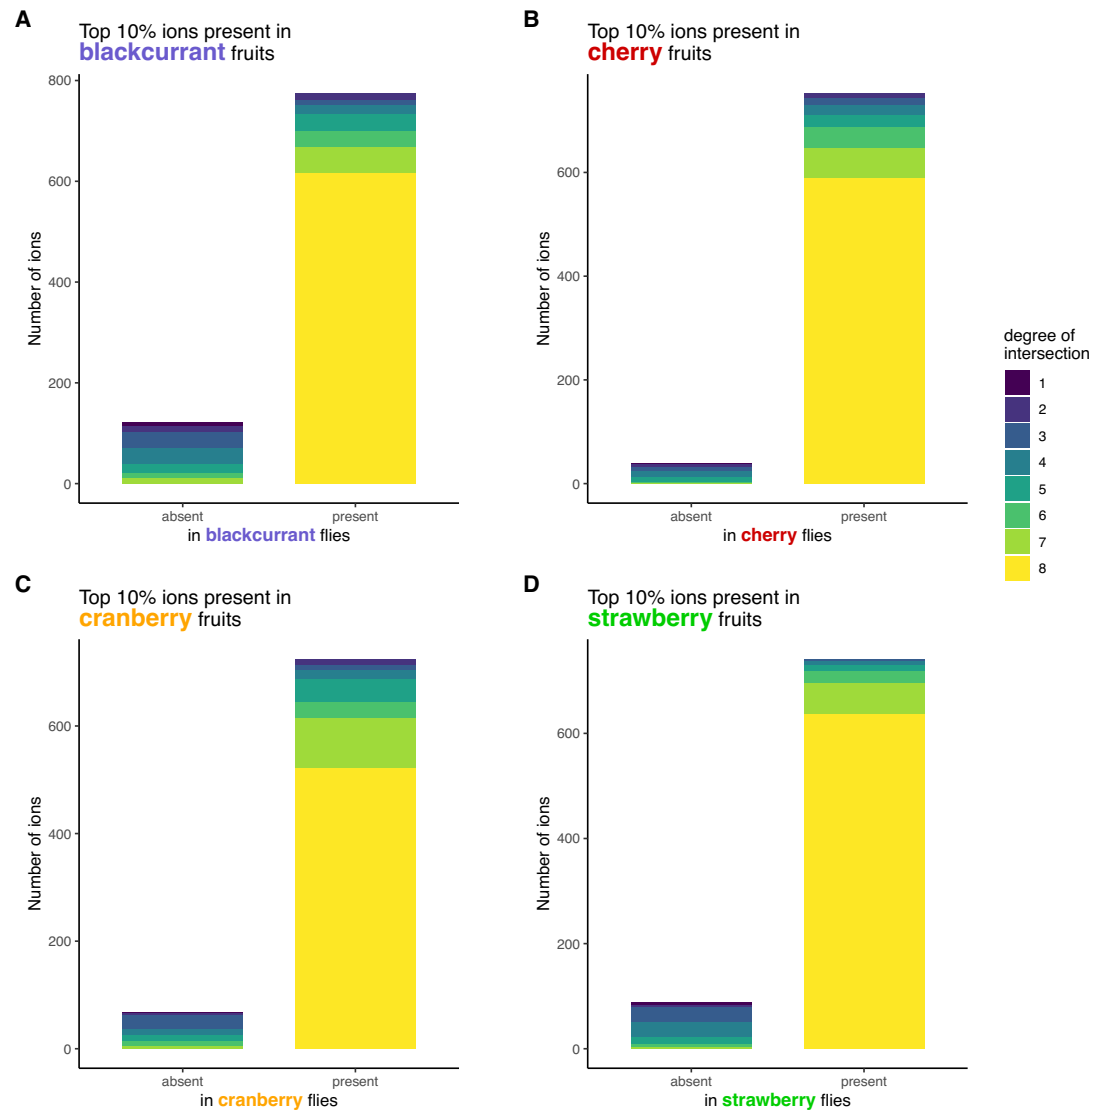 A
Top 10% ions present in
blackcurrant fruits
Number of ions
800
600
400
200
0
absent
present
in blackcurrant flies
B
Top 10% ions present in
cherry fruits
Number of ions
600
400
200
0
absent
present
in cherry flies
degree of
intersection
1
2
3
4
5
6
7
8
C
Top 10% ions present in
cranberry fruits
Number of ions
600
400
200
0
absent
present
in cranberry flies
D
Top 10% ions present in
strawberry fruits
Number of ions
600
400
200
0
absent
present
in strawberry flies